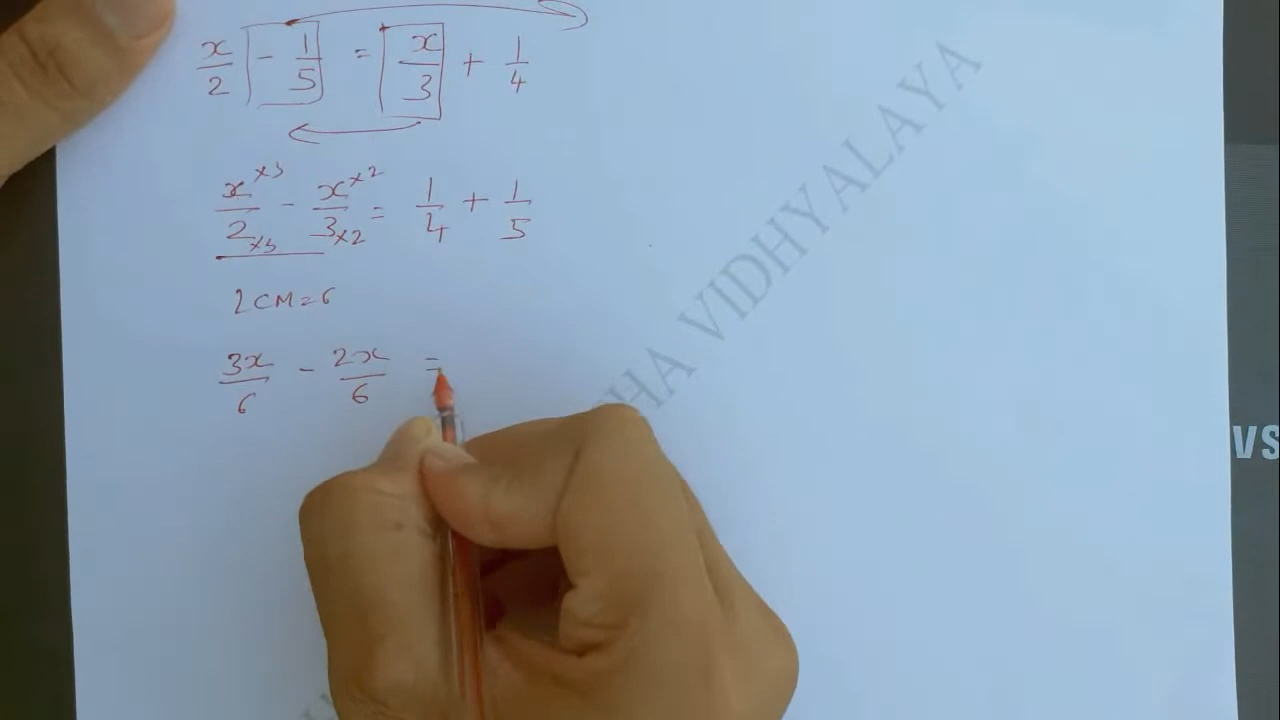 x/2 - 1/5 = x/3 + 1/4
x×3/2×3 - x×2/3×2 = 1/4 + 1/5
LCM=6
3x/6 - 2x/6 =
HA VIDHYALAYA
VS